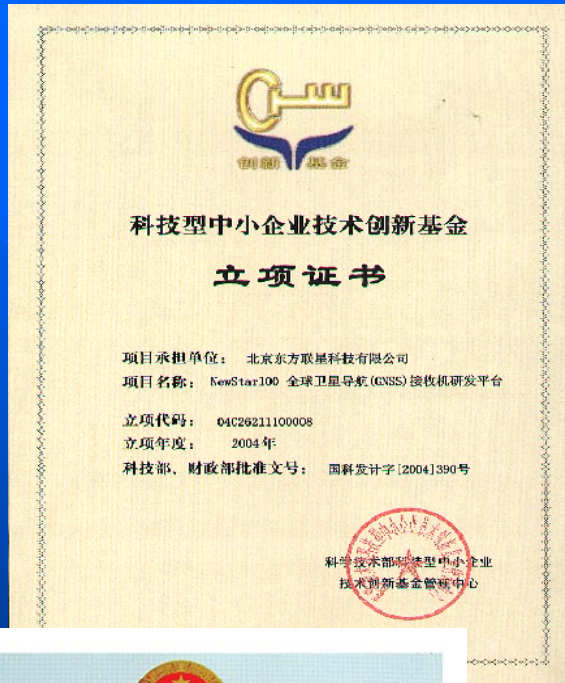 创新 基金
科技型中小企业技术创新基金
立项证书
项目承担单位： 北京东方联星科技有限公司
项目名称： NewStar100 全球卫星导航(GNSS)接收机研发平台
立项代码： 04C26211100008
立项年度： 2004年
科技部、财政部批准文号： 国科发计字[2004]390号
科学技术部科技型中小企业
技术创新基金管理中心